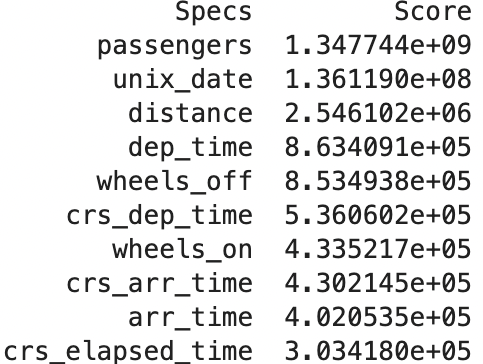 Specs Score
passengers 1.347744e+09
unix_date 1.361190e+08
distance 2.546102e+06
dep_time 8.634091e+05
wheels_off 8.534938e+05
crs_dep_time 5.360602e+05
wheels_on 4.335217e+05
crs_arr_time 4.302145e+05
arr_time 4.020535e+05
crs_elapsed_time 3.034180e+05